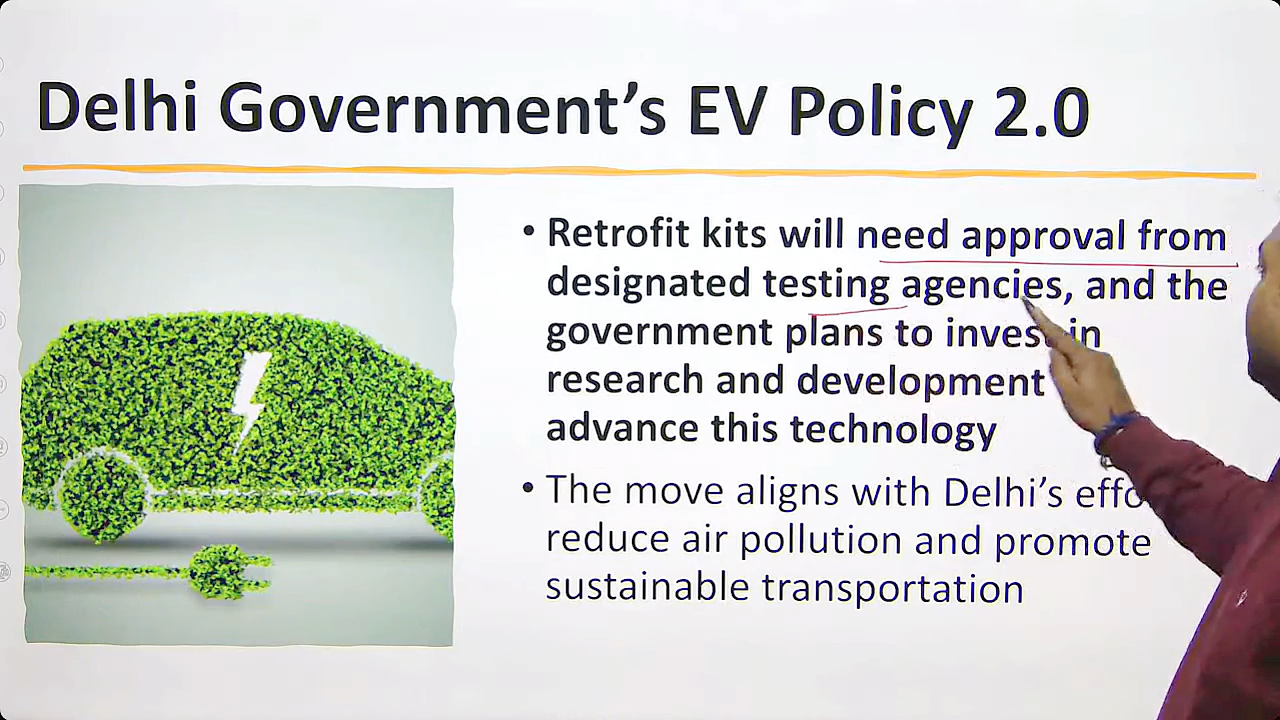 Delhi Government's EV Policy 2.0
• Retrofit kits will need approval from
designated testing agencies, and the
government plans to invest in
research and development
advance this technology
• The move aligns with Delhi's
reduce air pollution and promote
sustainable transportation